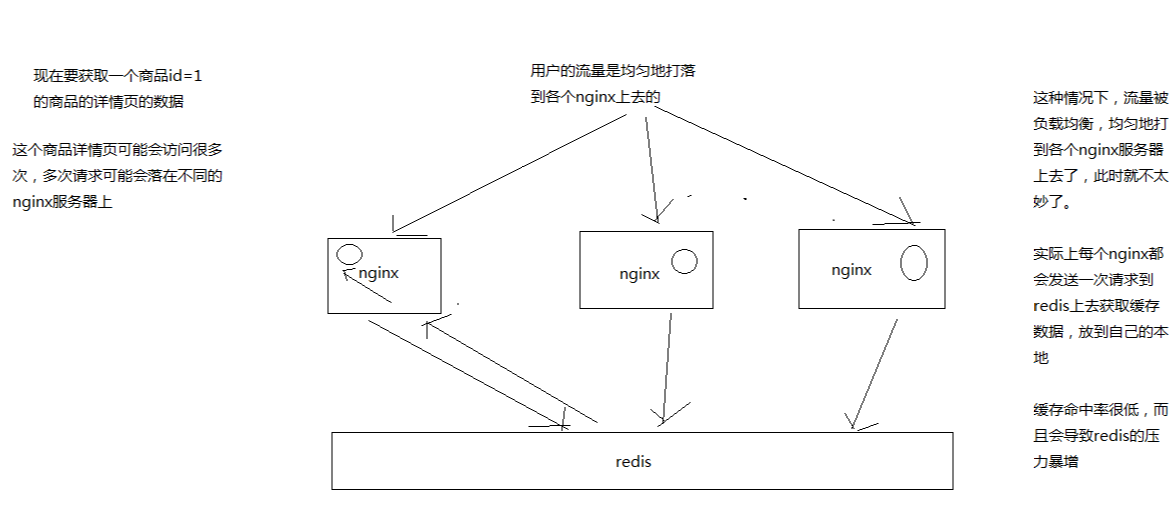 现在要获取一个商品id=1
的商品的详情页的数据
这个商品详情页可能会访问很多
次，多次请求可能会落在不同的
nginx服务器上
用户的流量是均匀地打落
到各个nginx上去的
nginx
nginx
nginx
redis
这种情况下，流量被
负载均衡，均匀地打
到各个nginx服务器
上去了，此时就不太
妙了。
实际上每个nginx都
会发送一次请求到
redis上去获取缓存
数据，放到自己的本
地
缓存命中率很低，而
且会导致redis的压
力暴增